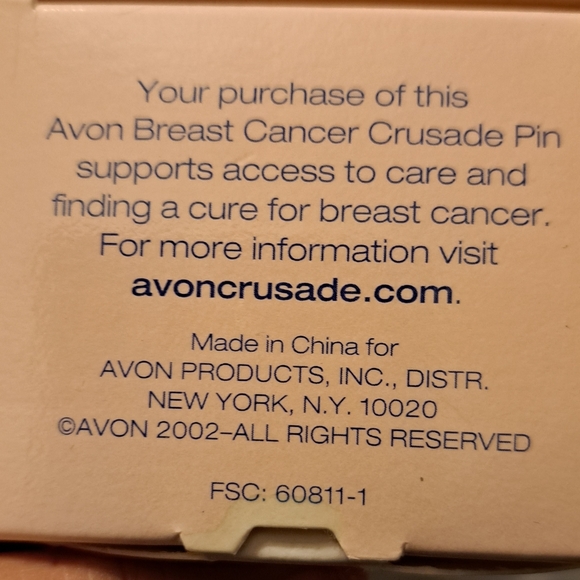 Your purchase of this
Avon Breast Cancer Crusade Pin
supports access to care and
finding a cure for breast cancer.
For more information visit
avoncrusade.com.
Made in China for
AVON PRODUCTS, INC., DISTR.
NEW YORK, N.Y. 10020
©AVON 2002–ALL RIGHTS RESERVED
FSC: 60811-1